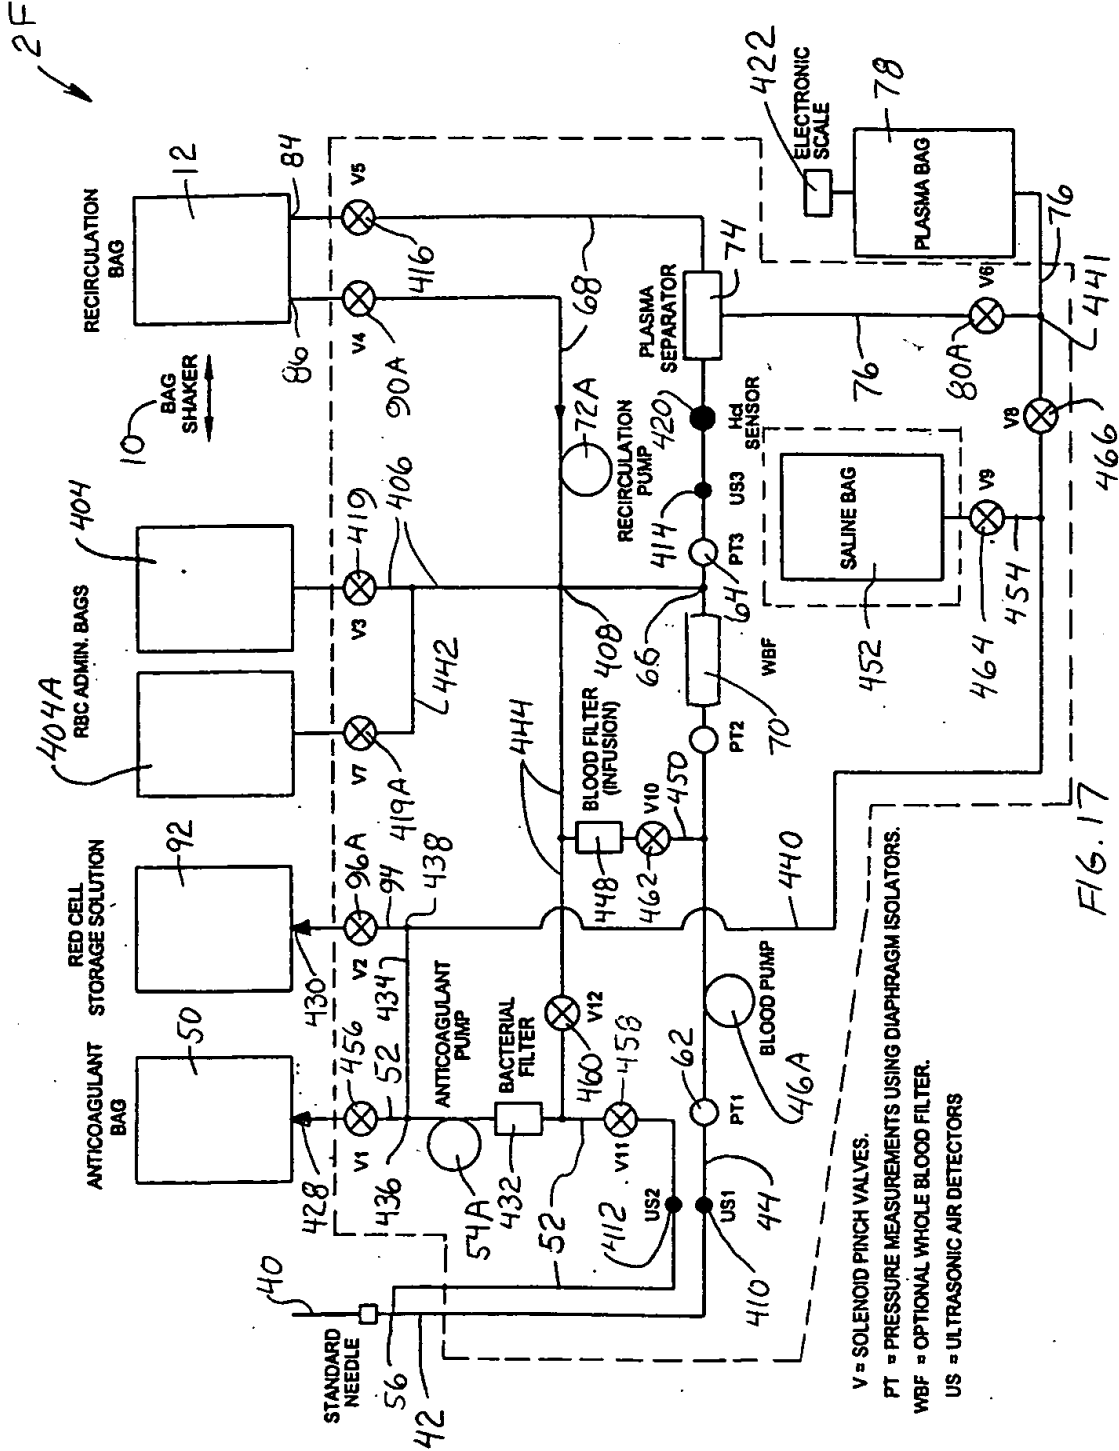 2F
ANTICOAGULANT
BAG
50
428
RED CELL
STORAGE SOLUTION
92
430
404A
RBC ADMIN. BAGS
404
10
BAG
SHAKER
RECIRCULATION
BAG
12
86
84
40
STANDARD
NEEDLE
56
42
V1
456
52
436
V2
96A
94
434
438
V7
419A
442
V3
419
406
V4
90A
V5
416
68
54A
ANTICOAGULANT
PUMP
432
BACTERIAL
FILTER
460
V12
444
408
RECIRCULATION
PUMP
72A
52
V11
458
448
BLOOD FILTER
(INFUSION)
462
V10
450
US2
412
US1
410
44
PT1
62
BLOOD PUMP
46A
PT2
70
WBF
66
64
PT3
414
US3
420
Hct
SENSOR
PLASMA
SEPARATOR
74
76
440
SALINE BAG
452
464
V9
454
V8
466
V6
80A
441
76
ELECTRONIC
SCALE
422
PLASMA BAG
78
V = SOLENOID PINCH VALVES.
PT = PRESSURE MEASUREMENTS USING DIAPHRAGM ISOLATORS.
WBF = OPTIONAL WHOLE BLOOD FILTER.
US = ULTRASONIC AIR DETECTORS
FIG. 17